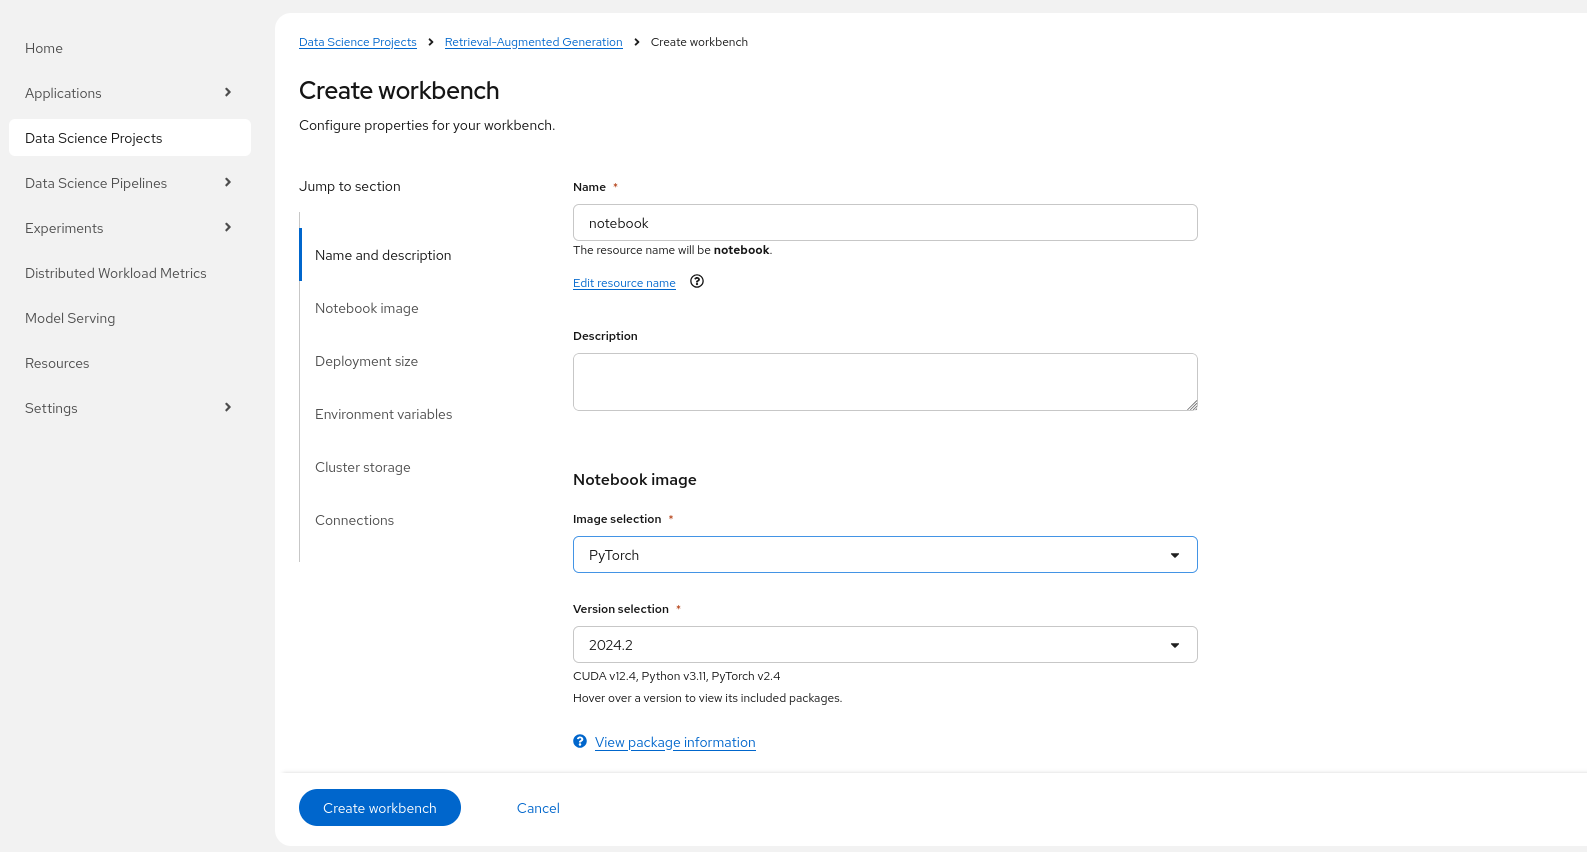 Home
Applications
Data Science Projects
Data Science Pipelines
Experiments
Distributed Workload Metrics
Model Serving
Resources
Settings
Data Science Projects > Retrieval-Augmented Generation > Create workbench
Create workbench
Configure properties for your workbench.
Jump to section
Name and description
Notebook image
Deployment size
Environment variables
Cluster storage
Connections
Name *
notebook
The resource name will be notebook.
Edit resource name
Description
Notebook image
Image selection *
PyTorch
Version selection *
2024.2
CUDA v12.4, Python v3.11, PyTorch v2.4
Hover over a version to view its included packages.
View package information
Create workbench
Cancel